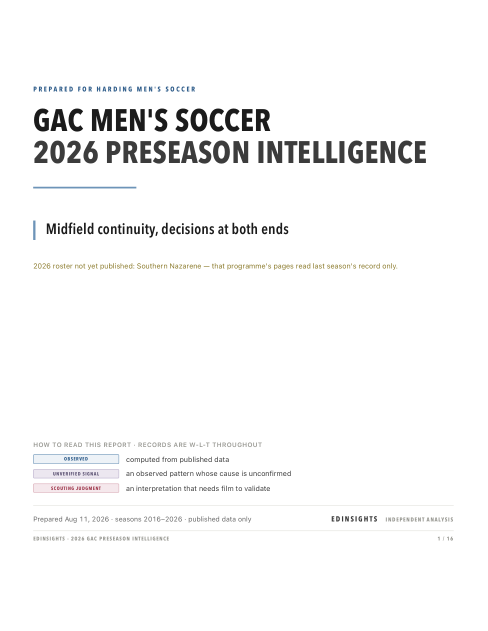 PREPARED FOR HARDING MEN'S SOCCER
GAC MEN'S SOCCER
2026 PRESEASON INTELLIGENCE
Midfield continuity, decisions at both ends
2026 roster not yet published: Southern Nazarene — that programme's pages read last season's record only.
HOW TO READ THIS REPORT · RECORDS ARE W-L-T THROUGHOUT
OBSERVED computed from published data
UNVERIFIED SIGNAL an observed pattern whose cause is unconfirmed
SCOUTING JUDGMENT an interpretation that needs film to validate
Prepared Aug 11, 2026 · seasons 2016–2026 · published data only EDINSIGHTS INDEPENDENT ANALYSIS
EDINSIGHTS · 2026 GAC PRESEASON INTELLIGENCE 1 / 16